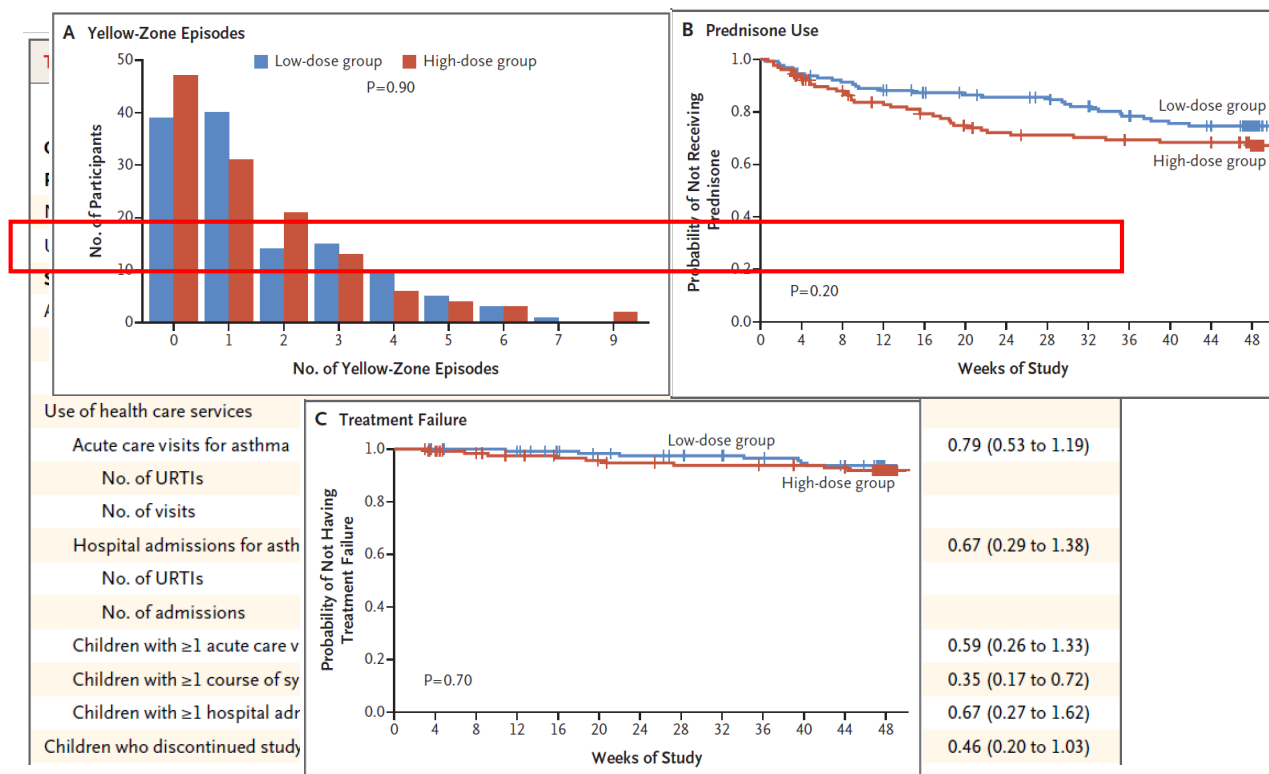 A Yellow-Zone Episodes
Low-dose group
High-dose group
P=0.90
No. of Participants
50
40
30
20
10
0
0 1 2 3 4 5 6 7 9
No. of Yellow-Zone Episodes
B Prednisone Use
Probability of Not Receiving
Prednisone
1.0
0.8
0.6
0.4
0.2
0.0
Low-dose group
High-dose group
P=0.20
0 4 8 12 16 20 24 28 32 36 40 44 48
Weeks of Study
C Treatment Failure
Probability of Not Having
Treatment Failure
1.0
0.8
0.6
0.4
0.2
0.0
Low-dose group
High-dose group
P=0.70
0 4 8 12 16 20 24 28 32 36 40 44 48
Weeks of Study
Use of health care services
Acute care visits for asthma 0.79 (0.53 to 1.19)
No. of URTIs
No. of visits
Hospital admissions for asth 0.67 (0.29 to 1.38)
No. of URTIs
No. of admissions
Children with ≥1 acute care v 0.59 (0.26 to 1.33)
Children with ≥1 course of sy 0.35 (0.17 to 0.72)
Children with ≥1 hospital adr 0.67 (0.27 to 1.62)
Children who discontinued study 0.46 (0.20 to 1.03)